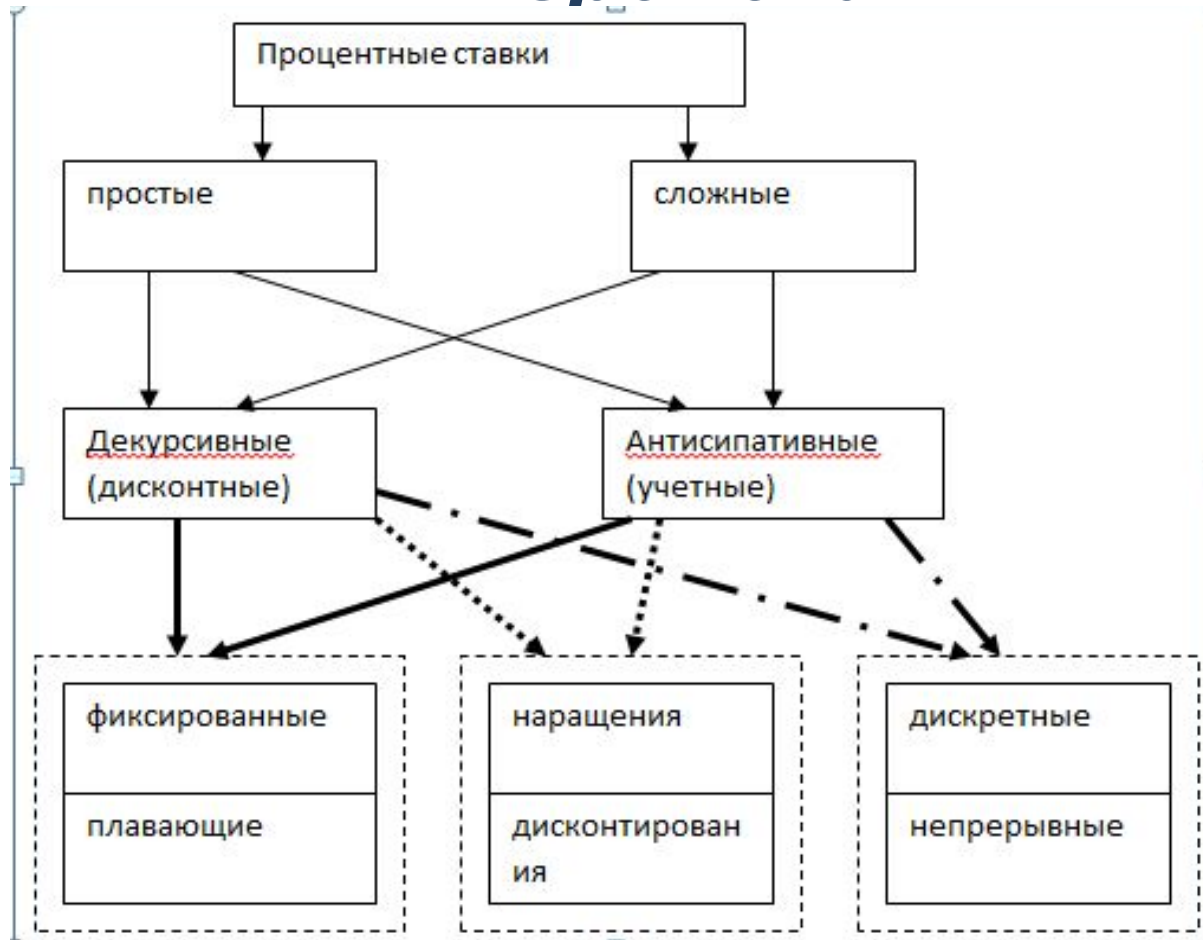 Процентные ставки
простые
сложные
Декурсивные
(дисконтные)
Антисипативные
(учетные)
фиксированные
плавающие
наращения
дисконтирован
ия
дискретные
непрерывные